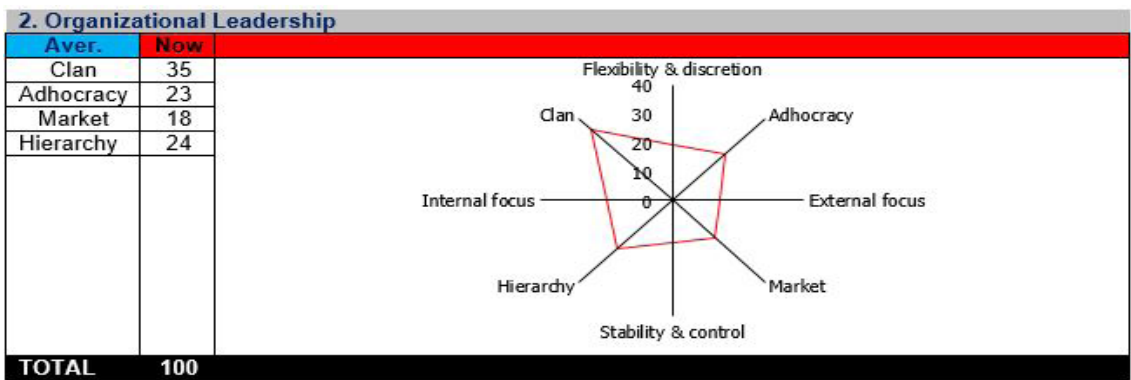 2. Organizational Leadership
Aver. Now
Clan 35
Adhocracy 23
Market 18
Hierarchy 24
Flexibility & discretion
40
Clan 30 Adhocracy
20
10
Internal focus 0 External focus
Hierarchy Market
Stability & control
TOTAL 100